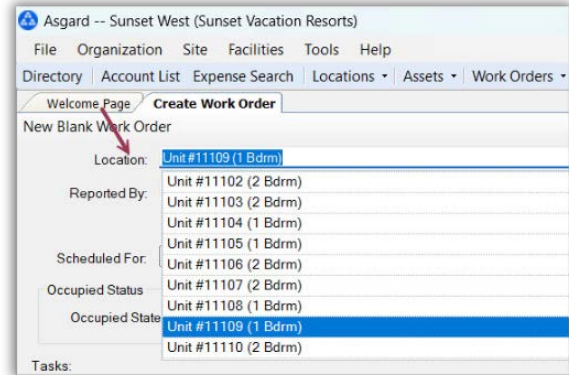 Asgard -- Sunset West (Sunset Vacation Resorts)
File Organization Site Facilities Tools Help
Directory Account List Expense Search Locations Assets Work Orders
Welcome Page Create Work Order
New Blank Work Order
Location: Unit #11109 (1 Bdrm)
Unit #11102 (2 Bdrm)
Reported By: Unit #11103 (2 Bdrm)
Unit #11104 (1 Bdrm)
Unit #11105 (1 Bdrm)
Scheduled For: Unit #11106 (2 Bdrm)
Occupied Status Unit #11107 (2 Bdrm)
Unit #11108 (1 Bdrm)
Occupied State Unit #11109 (1 Bdrm)
Unit #11110 (2 Bdrm)
Tasks: